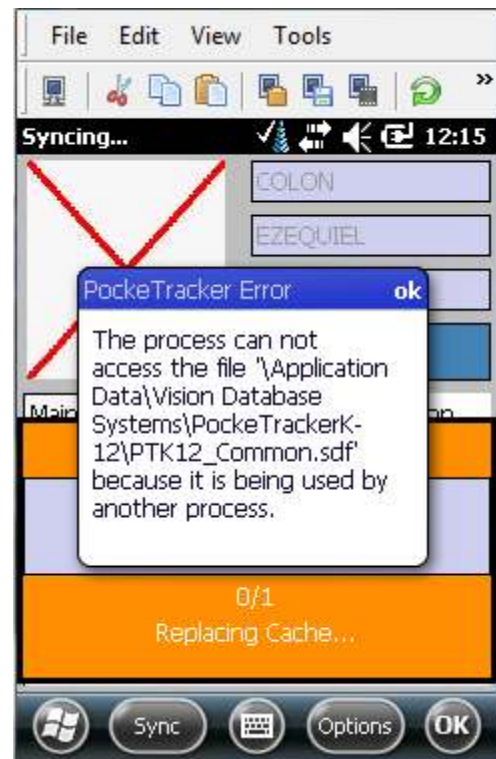 File Edit View Tools
»
Syncing... 12:15
COLON
EZEQUIEL
PockeTracker Error ok
The process can not
access the file '\Application
Data\Vision Database
Systems\PockeTrackerK-
12\PTK12_Common.sdf'
because it is being used by
another process.
Main
0/1
Replacing Cache...
Sync Options OK